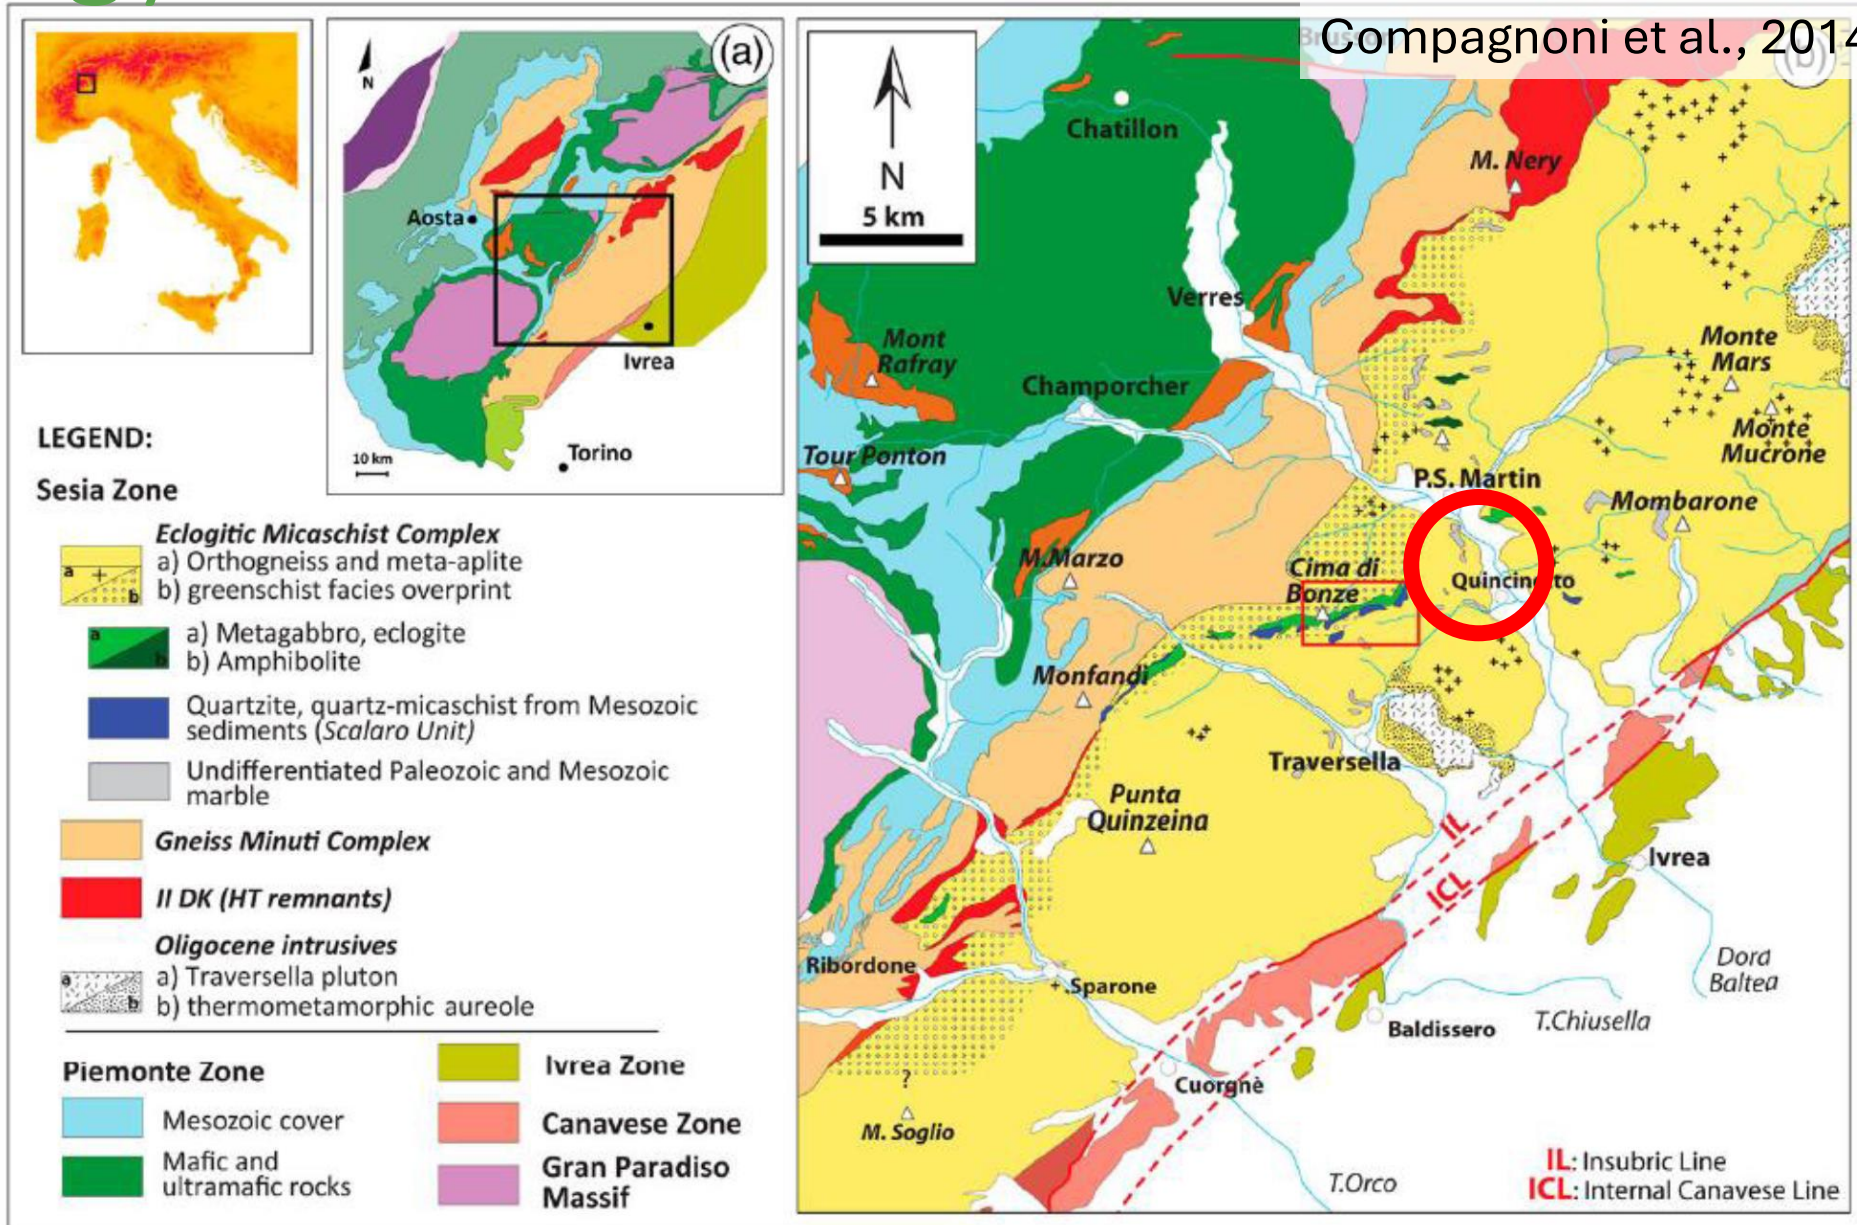 Compagnoni et al., 2014
(a)
N
Aosta
Ivrea
Torino
10 km
LEGEND:
Sesia Zone
Eclogitic Micaschist Complex
a) Orthogneiss and meta-aplite
b) greenschist facies overprint
a
b
a) Metagabbro, eclogite
b) Amphibolite
a
b
Quartzite, quartz-micaschist from Mesozoic
sediments (Scalaro Unit)
Undifferentiated Paleozoic and Mesozoic
marble
Gneiss Minuti Complex
II DK (HT remnants)
Oligocene intrusives
a) Traversella pluton
b) thermometamorphic aureole
a
b
Piemonte Zone
Mesozoic cover
Mafic and
ultramafic rocks
Ivrea Zone
Canavese Zone
Gran Paradiso
Massif
(b)
N
5 km
Chatillon
M. Nery
Verres
Mont
Rafray
Champorcher
Monte
Mars
Monte
Mucrone
Tour Ponton
P.S. Martin
Mombarone
M.Marzo
Cima di
Bonze
Monfandi
Traversella
Punta
Quinzeina
IL
ICL
Ivrea
Ribordone
Sparone
Dora
Baltea
Baldissero
T.Chiusella
?
Cuorgnè
M. Soglio
T.Orco
IL: Insubric Line
ICL: Internal Canavese Line